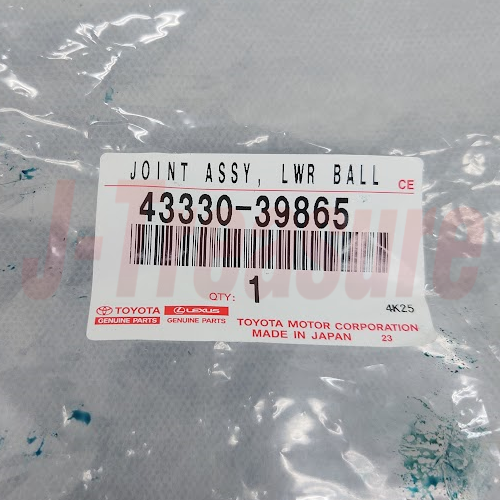 JOINT ASSY, LWR BALL
CE
43330-39865
QTY: 1
4K25
TOYOTA LEXUS
GENUINE PARTS GENUINE PARTS
TOYOTA MOTOR CORPORATION
MADE IN JAPAN 23
J-Treasure